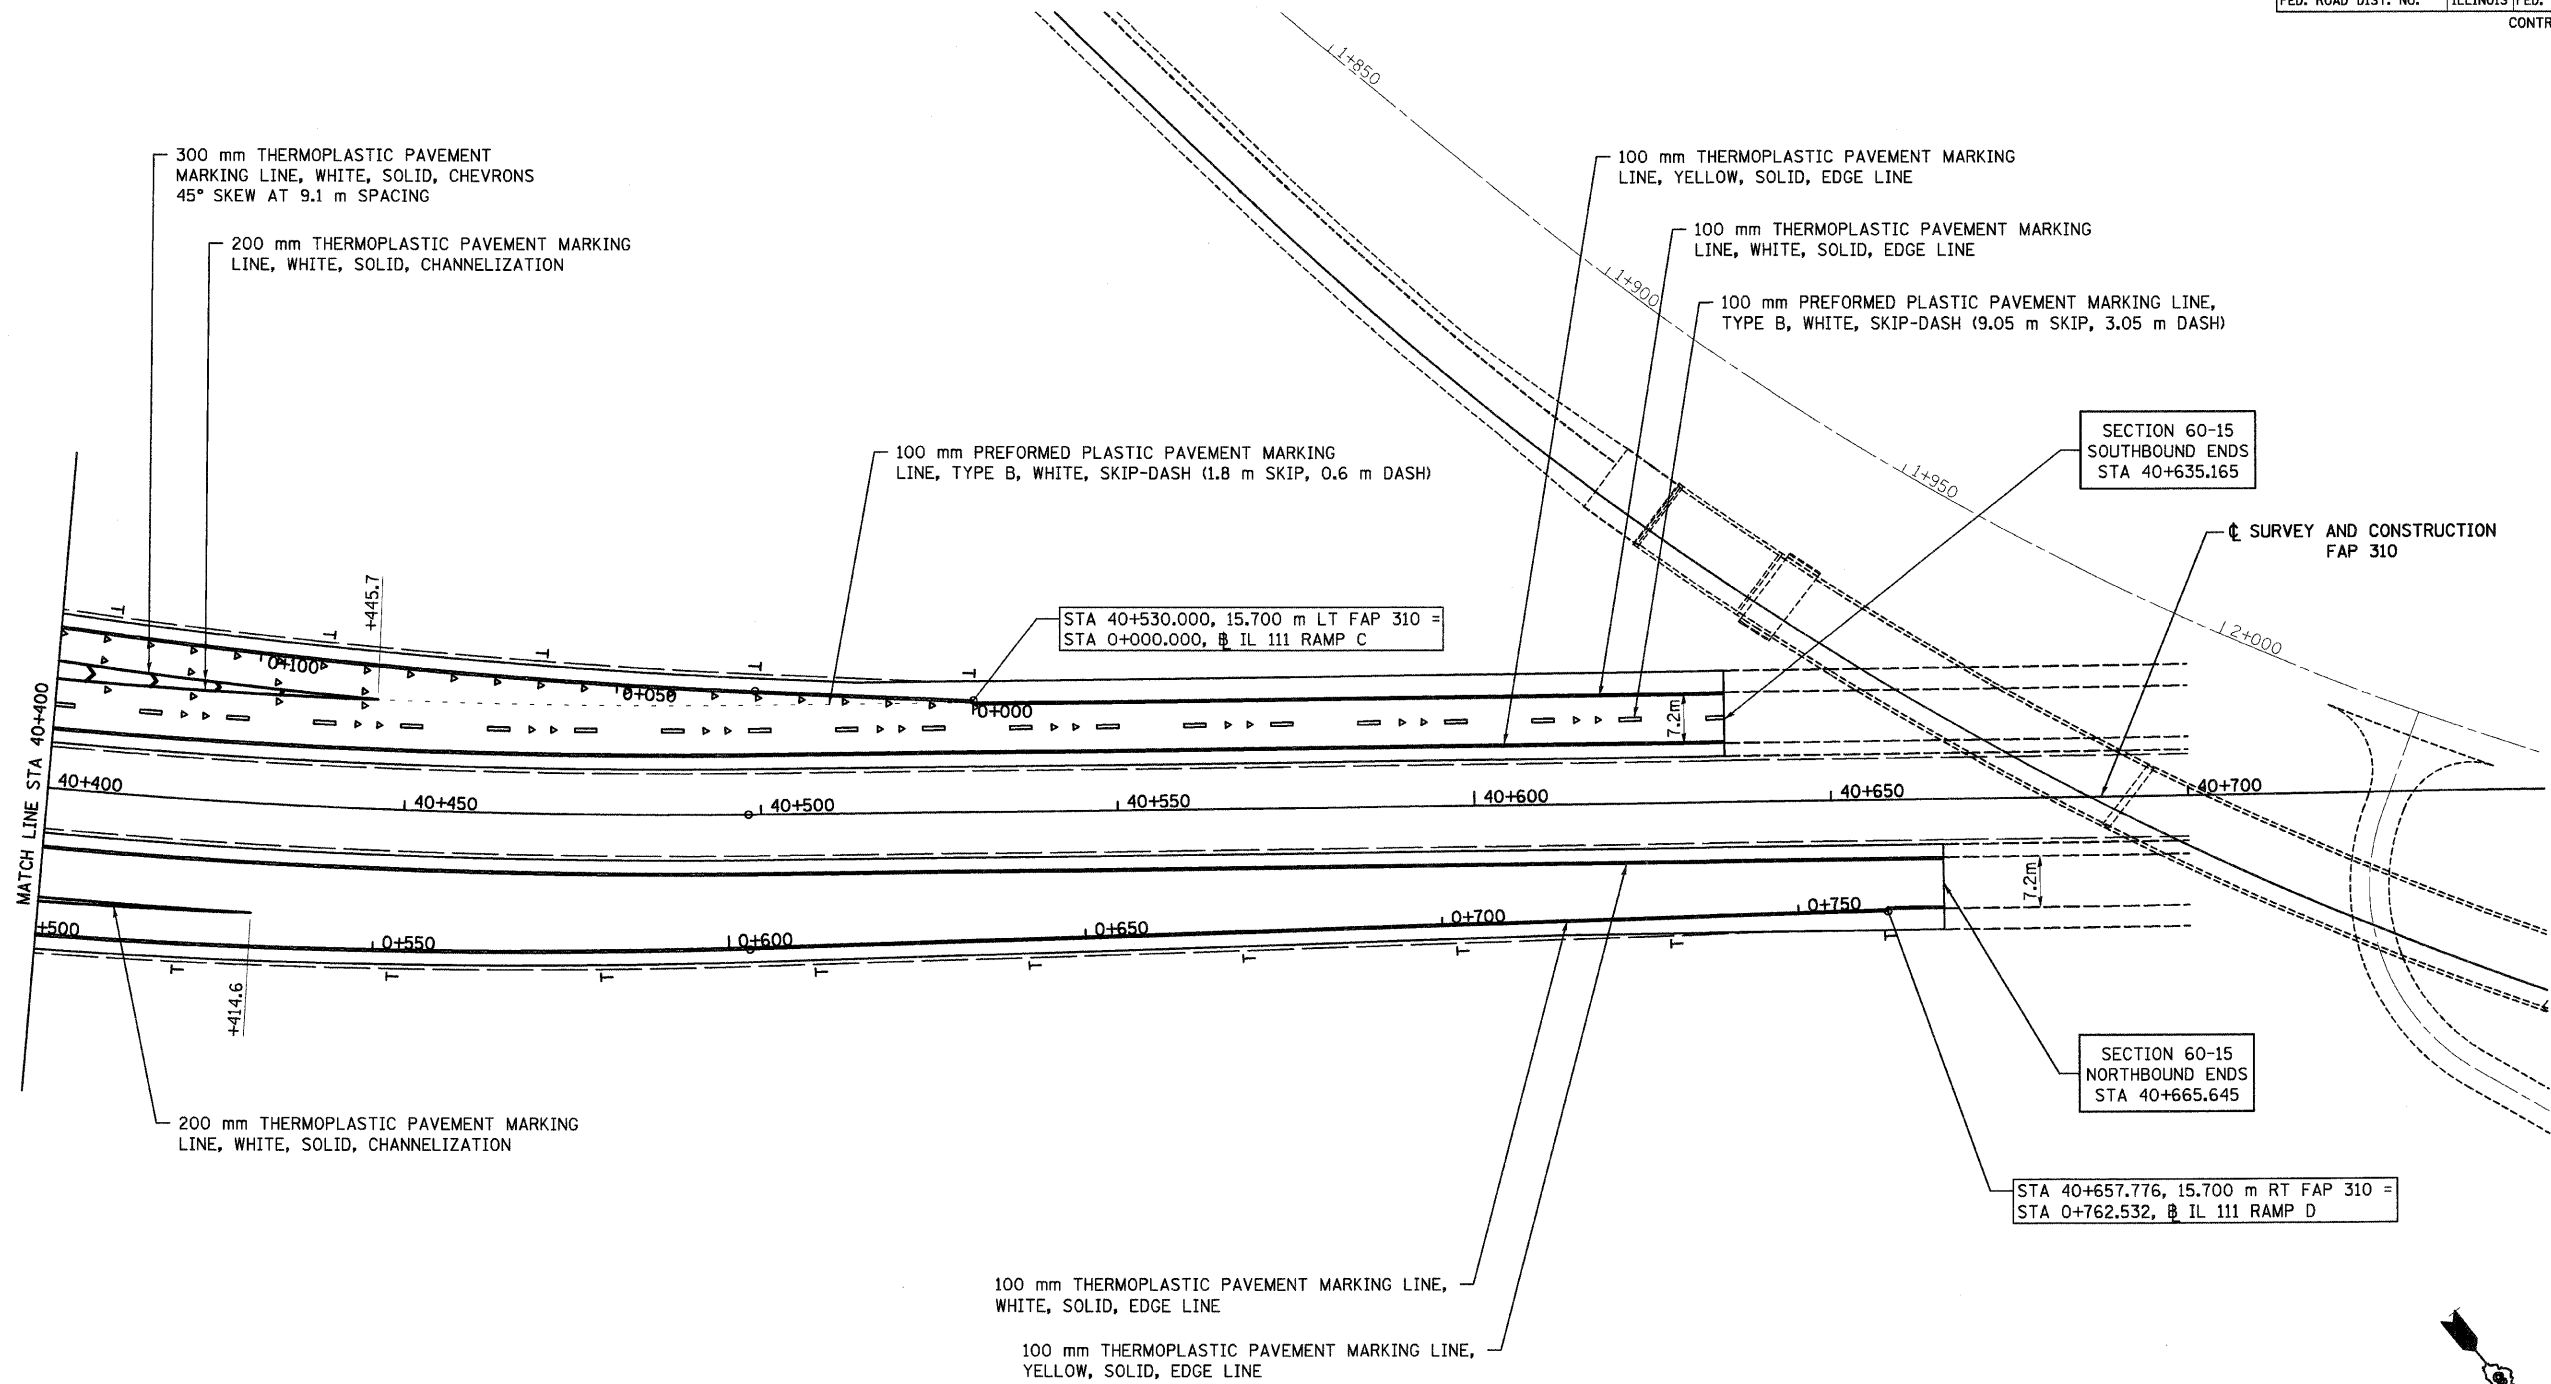 FED. ROAD DIST. NO. ILLINOIS FED.
CONTR
1+850
300 mm THERMOPLASTIC PAVEMENT
MARKING LINE, WHITE, SOLID, CHEVRONS
45° SKEW AT 9.1 m SPACING
200 mm THERMOPLASTIC PAVEMENT MARKING
LINE, WHITE, SOLID, CHANNELIZATION
100 mm THERMOPLASTIC PAVEMENT MARKING
LINE, YELLOW, SOLID, EDGE LINE
100 mm THERMOPLASTIC PAVEMENT MARKING
LINE, WHITE, SOLID, EDGE LINE
1+900
100 mm PREFORMED PLASTIC PAVEMENT MARKING LINE,
TYPE B, WHITE, SKIP-DASH (9.05 m SKIP, 3.05 m DASH)
100 mm PREFORMED PLASTIC PAVEMENT MARKING
LINE, TYPE B, WHITE, SKIP-DASH (1.8 m SKIP, 0.6 m DASH)
SECTION 60-15
SOUTHBOUND ENDS
STA 40+635.165
1+950
℄ SURVEY AND CONSTRUCTION
FAP 310
+445.7
STA 40+530.000, 15.700 m LT FAP 310 =
STA 0+000.000, B IL 111 RAMP C
2+000
0+100
0+050
0+000
7.2m
MATCH LINE STA 40+400
40+400
40+450
40+500
40+550
40+600
40+650
40+700
7.2m
+500
0+550
0+600
0+650
0+700
0+750
+414.6
SECTION 60-15
NORTHBOUND ENDS
STA 40+665.645
200 mm THERMOPLASTIC PAVEMENT MARKING
LINE, WHITE, SOLID, CHANNELIZATION
STA 40+657.776, 15.700 m RT FAP 310 =
STA 0+762.532, B IL 111 RAMP D
100 mm THERMOPLASTIC PAVEMENT MARKING LINE,
WHITE, SOLID, EDGE LINE
100 mm THERMOPLASTIC PAVEMENT MARKING LINE,
YELLOW, SOLID, EDGE LINE